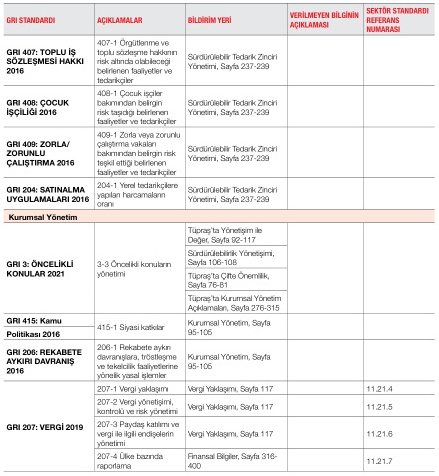 GRI STANDARDI
AÇIKLAMALAR
BİLDİRİM YERİ
VERİLMEYEN BİLGİNİN
AÇIKLAMASI
SEKTÖR STANDARDI
REFERANS
NUMARASI
GRI 407: TOPLU İŞ
SÖZLEŞMESİ HAKKI
2016
407-1 Örgütlenme ve
toplu sözleşme hakkının
risk altında olabileceği
belirlenen faaliyetler ve
tedarikçiler
Sürdürülebilir Tedarik Zinciri
Yönetimi, Sayfa 237-239
GRI 408: ÇOCUK
İŞÇİLİĞİ 2016
408-1 Çocuk işçiler
bakımından belirgin
risk taşıdığı belirlenen
faaliyetler ve tedarikçiler
Sürdürülebilir Tedarik Zinciri
Yönetimi, Sayfa 237-239
GRI 409: ZORLA/
ZORUNLU
ÇALIŞTIRMA 2016
409-1 Zorla veya zorunlu
çalıştırma vakaları
bakımından belirgin risk
teşkil ettiği belirlenen
faaliyetler ve tedarikçiler
Sürdürülebilir Tedarik Zinciri
Yönetimi, Sayfa 237-239
GRI 204: SATINALMA
UYGULAMALARI 2016
204-1 Yerel tedarikçilere
yapılan harcamaların
oranı
Sürdürülebilir Tedarik Zinciri
Yönetimi, Sayfa 237-239
Kurumsal Yönetim
GRI 3: ÖNCELİKLİ
KONULAR 2021
3-3 Öncelikli konuların
yönetimi
Tüpraş'ta Yönetişim ile
Değer, Sayfa 92-117
Sürdürülebilirlik Yönetişimi,
Sayfa 106-108
Tüpraş'ta Çifte Önemlilik,
Sayfa 76-81
Tüpraş'ta Kurumsal Yönetim
Açıklamaları, Sayfa 276-315
GRI 415: Kamu
Politikası 2016
415-1 Siyasi katkılar
Kurumsal Yönetim, Sayfa
95-105
GRI 206: REKABETE
AYKIRI DAVRANIŞ
2016
206-1 Rekabete aykırı
davranışlara, tröstleşme
ve tekelcilik faaliyetlerine
yönelik yasal işlemler
Kurumsal Yönetim, Sayfa
95-105
GRI 207: VERGİ 2019
207-1 Vergi yaklaşımı
Vergi Yaklaşımı, Sayfa 117
11.21.4
207-2 Vergi yönetişimi,
kontrolü ve risk yönetimi
Vergi Yaklaşımı, Sayfa 117
11.21.5
207-3 Paydaş katılımı ve
vergi ile ilgili endişelerin
yönetimi
Vergi Yaklaşımı, Sayfa 117
11.21.6
207-4 Ülke bazında
raporlama
Finansal Bilgiler, Sayfa 316-
400
11.21.7